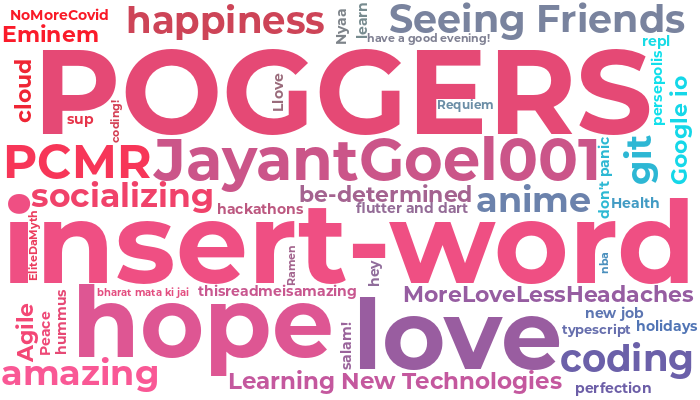 NoMoreCovid
happiness
Nyaa
learn
Seeing Friends
Eminem
have a good evening!
repl
cloud
POGGERS
sup
coding!
I love
Requiem
persepolis
Google io
PCMR
JayantGoel001
don't panic
git
socializing
be-determined
anime
hackathons
flutter and dart
Health
EliteDaMyth
insert-word
Ramen
hey
nba
bharat mata ki jai
thisreadmeisamazing
MoreLoveLessHeadaches
Agile
Peace
hummus
hope
salam!
love
new job
typescript
holidays
coding
amazing
Learning New Technologies
perfection